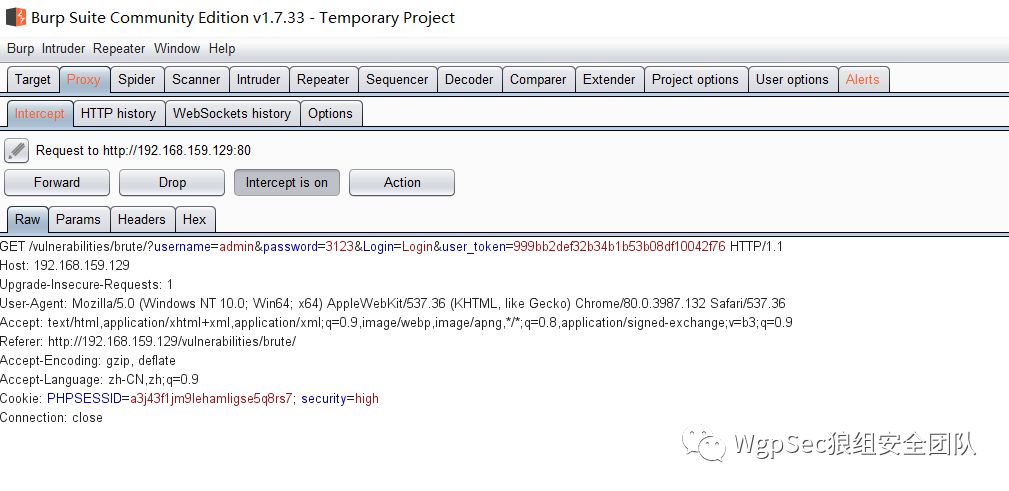 Burp Suite Community Edition v1.7.33 - Temporary Project
Burp Intruder Repeater Window Help
Target Proxy Spider Scanner Intruder Repeater Sequencer Decoder Comparer Extender Project options User options Alerts
Intercept HTTP history WebSockets history Options
Request to http://192.168.159.129:80
Forward Drop Intercept is on Action
Raw Params Headers Hex
GET /vulnerabilities/brute/?username=admin&password=3123&Login=Login&user_token=999bb2def32b34b1b53b08df10042f76 HTTP/1.1
Host: 192.168.159.129
Upgrade-Insecure-Requests: 1
User-Agent: Mozilla/5.0 (Windows NT 10.0; Win64; x64) AppleWebKit/537.36 (KHTML, like Gecko) Chrome/80.0.3987.132 Safari/537.36
Accept: text/html,application/xhtml+xml,application/xml;q=0.9,image/webp,image/apng,*/*;q=0.8,application/signed-exchange;v=b3;q=0.9
Referer: http://192.168.159.129/vulnerabilities/brute/
Accept-Encoding: gzip, deflate
Accept-Language: zh-CN,zh;q=0.9
Cookie: PHPSESSID=a3j43f1jm9lehamligse5q8rs7; security=high
Connection: close
WgpSec狼组安全团队